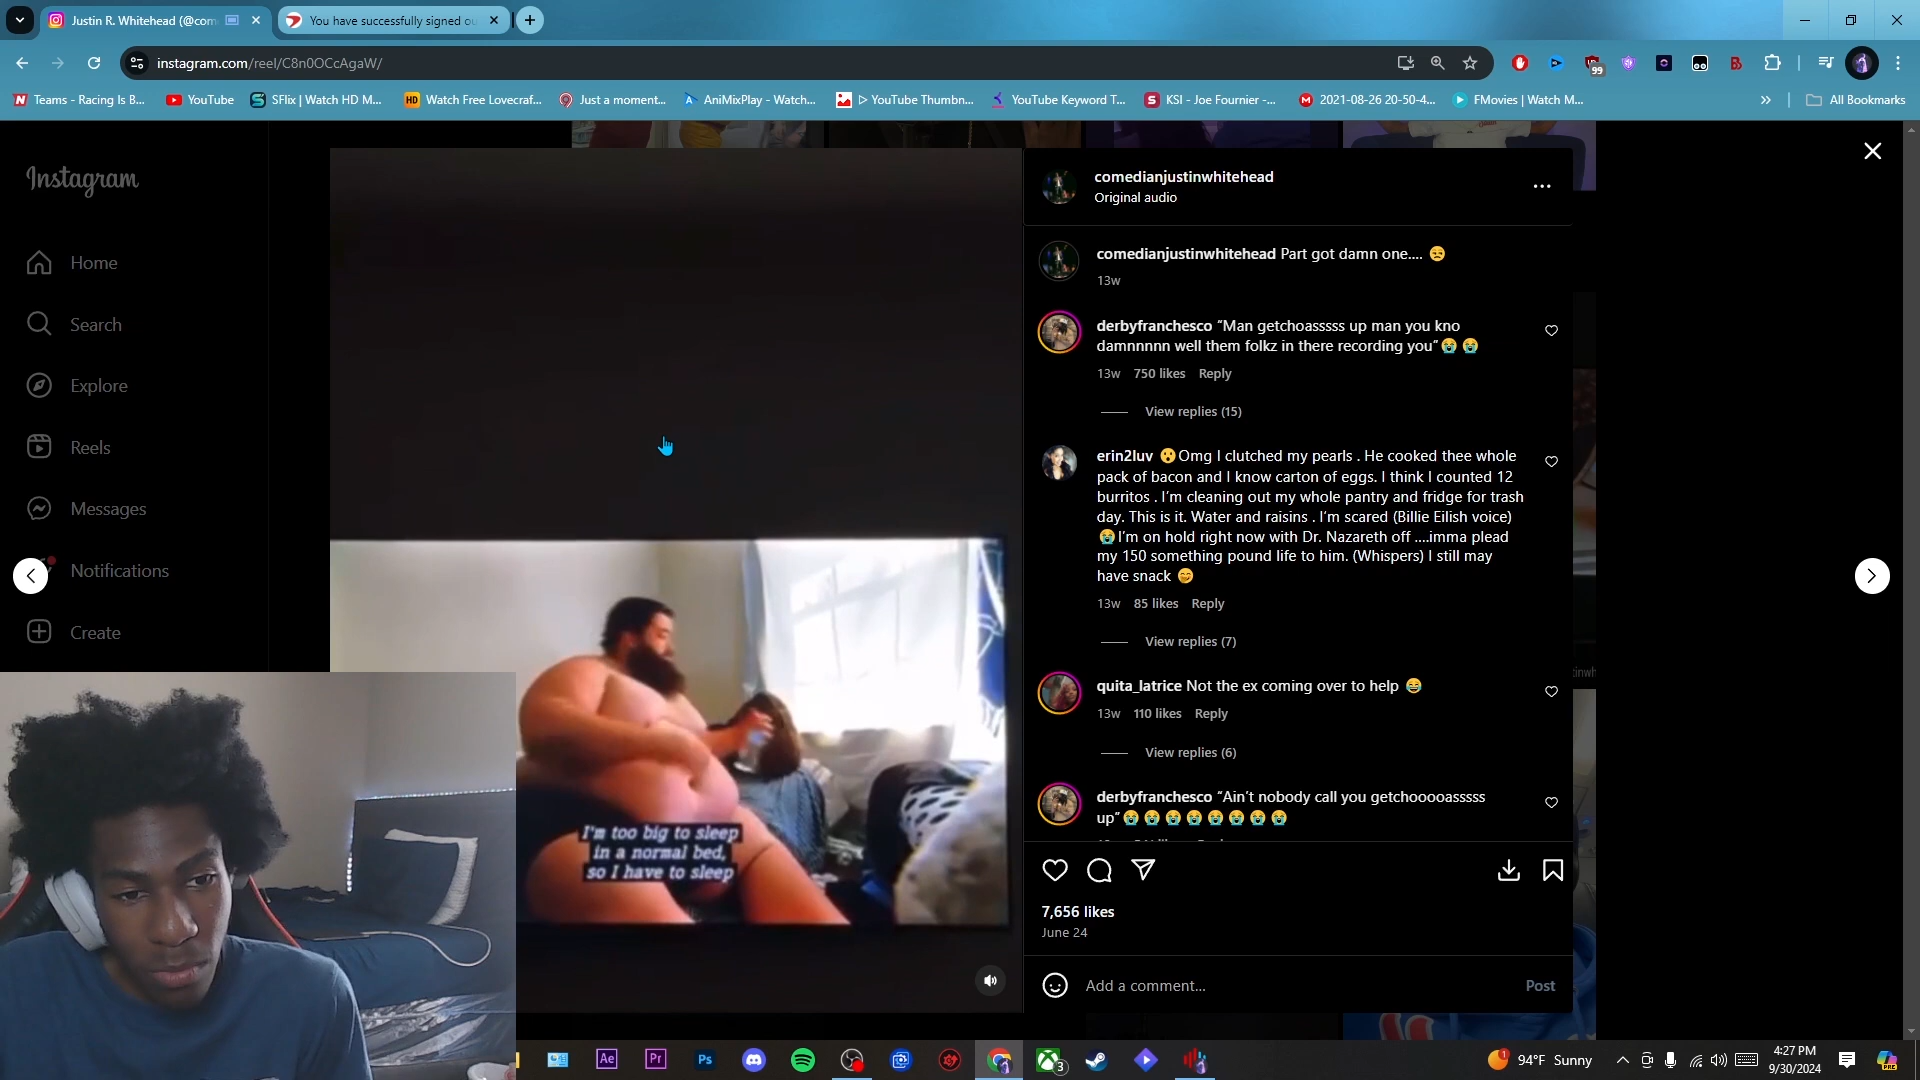 Justin R. Whitehead (@com
You have successfully signed ou
instagram.com/reel/C8n0OCcAgaW/
99
Teams - Racing Is B...
YouTube
SFlix | Watch HD M...
HD
Watch Free Lovecraf...
Just a moment...
AniMixPlay - Watch...
▷ YouTube Thumbn...
YouTube Keyword T...
KSI - Joe Fournier -...
2021-08-26 20-50-4...
FMovies | Watch M...
All Bookmarks
Instagram
Home
Search
Explore
Reels
Messages
Notifications
Create
I'm too big to sleep
in a normal bed,
so I have to sleep
comedianjustinwhitehead
Original audio
comedianjustinwhitehead Part got damn one.... 😒
13w
derbyfranchesco “Man getchoasssss up man you kno
damnnnnn well them folkz in there recording you”😭 😭
13w 750 likes Reply
View replies (15)
erin2luv 😮Omg I clutched my pearls . He cooked thee whole
pack of bacon and I know carton of eggs. I think I counted 12
burritos . I’m cleaning out my whole pantry and fridge for trash
day. This is it. Water and raisins . I’m scared (Billie Eilish voice)
😭I’m on hold right now with Dr. Nazareth off ....imma plead
my 150 something pound life to him. (Whispers) I still may
have snack 😊
13w 85 likes Reply
View replies (7)
quita_latrice Not the ex coming over to help 😂
13w 110 likes Reply
View replies (6)
derbyfranchesco “Ain’t nobody call you getchooooasssss
up”😭 😭 😭 😭 😭 😭 😭 😭
7,656 likes
June 24
Add a comment...
Post
Ae
Pr
Ps
3
1
94°F Sunny
4:27 PM
9/30/2024